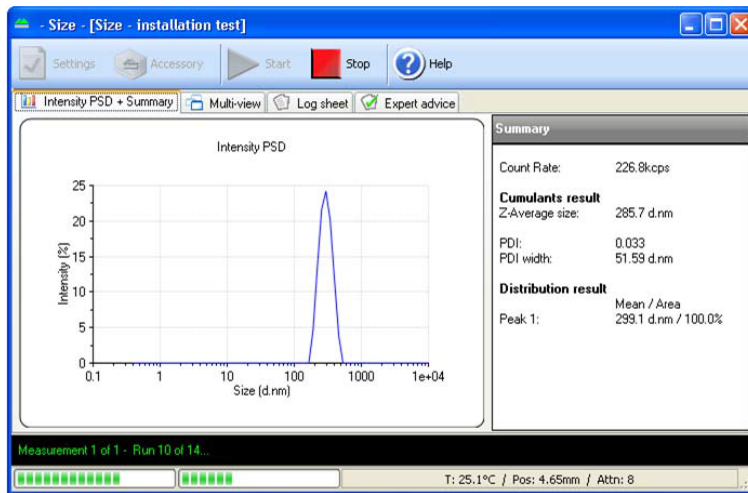 - Size - [Size - installation test]
Settings Accessory Start Stop Help
Intensity PSD + Summary Multi-view Log sheet Expert advice
Intensity PSD
Intensity (%)
25
20
15
10
5
0
0.1 1 10 100 1000 1e+04
Size (d.nm)
Summary
Count Rate: 226.8kcps
Cumulants result
Z-Average size: 285.7 d.nm
PDI: 0.033
PDI width: 51.59 d.nm
Distribution result
Mean / Area
Peak 1: 299.1 d.nm / 100.0%
Measurement 1 of 1 - Run 10 of 14...
T: 25.1°C / Pos: 4.65mm / Attn: 8